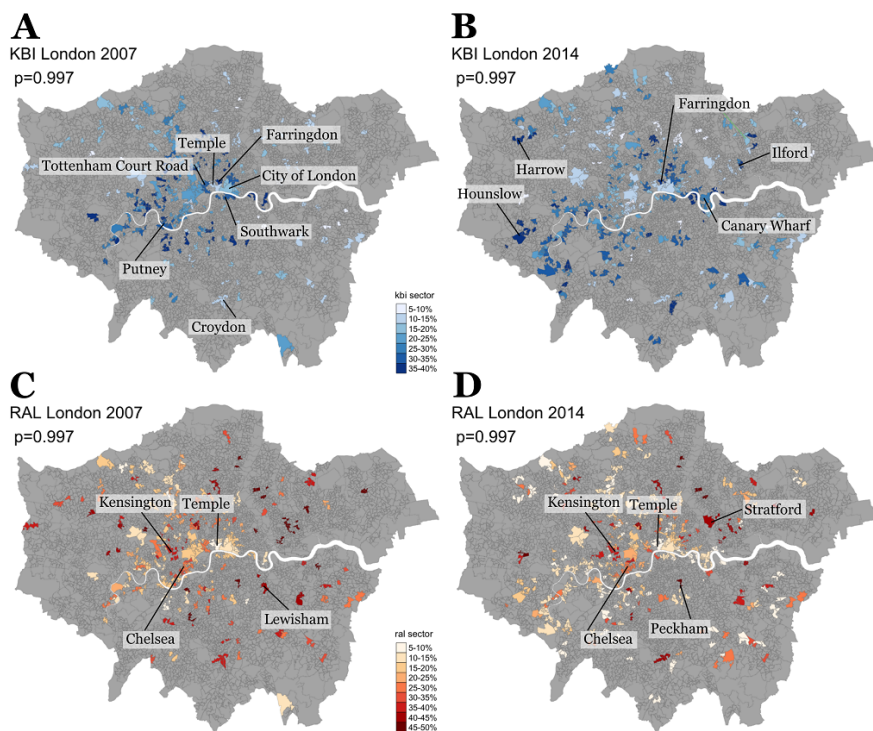 A
KBI London 2007
p=0.997
Temple
Farringdon
Tottenham Court Road
City of London
Southwark
Putney
Croydon
kbi sector
5-10%
10-15%
15-20%
20-25%
25-30%
30-35%
35-40%
B
KBI London 2014
p=0.997
Farringdon
Ilford
Harrow
Hounslow
Canary Wharf
C
RAL London 2007
p=0.997
Kensington
Temple
Lewisham
Chelsea
ral sector
5-10%
10-15%
15-20%
20-25%
25-30%
30-35%
35-40%
40-45%
45-50%
D
RAL London 2014
p=0.997
Kensington
Temple
Stratford
Peckham
Chelsea